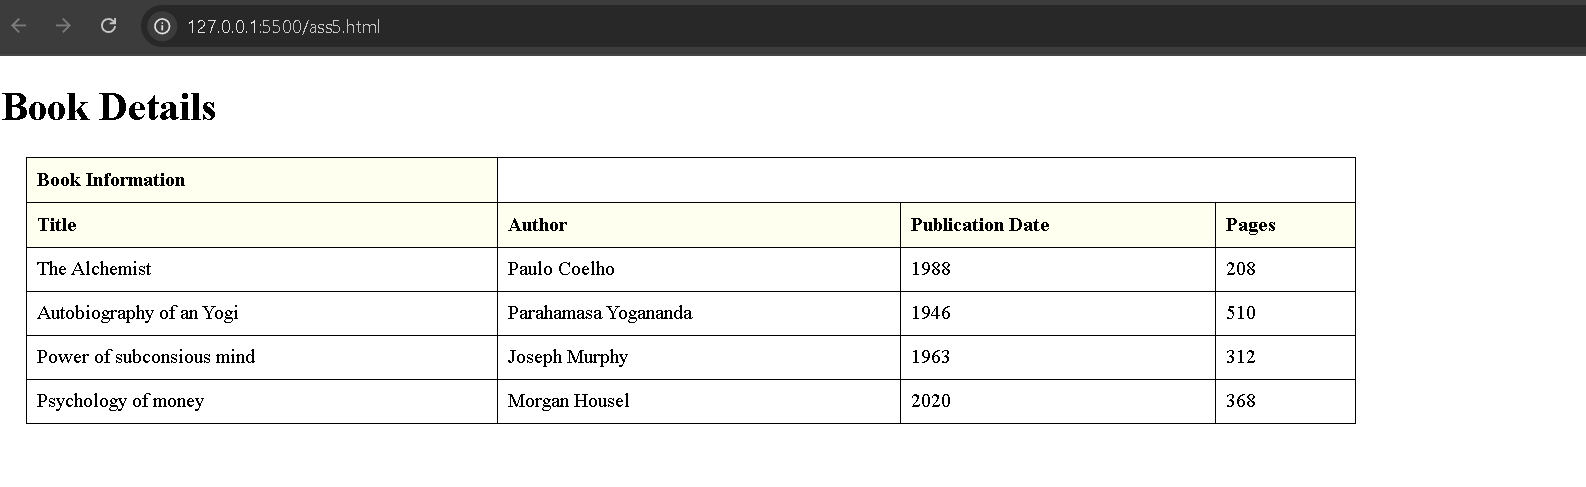 127.0.0.1:5500/ass5.html
Book Details
Book Information
Title Author Publication Date Pages
The Alchemist Paulo Coelho 1988 208
Autobiography of an Yogi Parahamasa Yogananda 1946 510
Power of subconsious mind Joseph Murphy 1963 312
Psychology of money Morgan Housel 2020 368